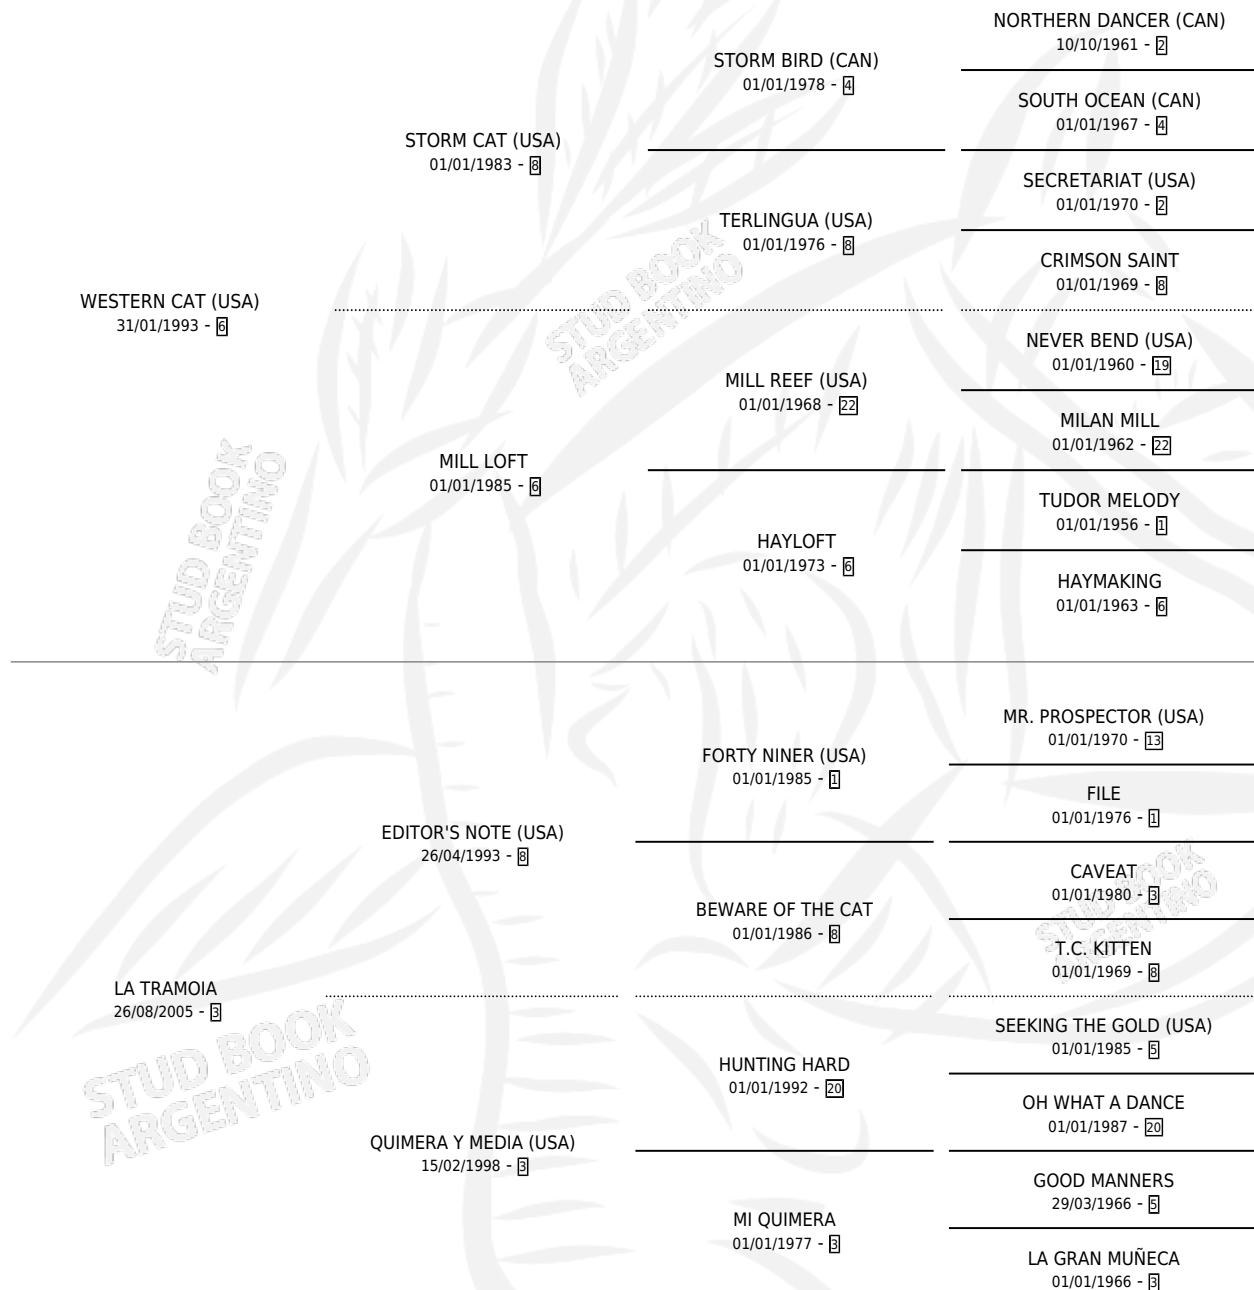 NORTHERN DANCER (CAN)
10/10/1961 - 2
STORM BIRD (CAN)
01/01/1978 - 4
SOUTH OCEAN (CAN)
01/01/1967 - 4
STORM CAT (USA)
01/01/1983 - 8
SECRETARIAT (USA)
01/01/1970 - 2
TERLINGUA (USA)
01/01/1976 - 8
CRIMSON SAINT
01/01/1969 - 8
WESTERN CAT (USA)
31/01/1993 - 6
NEVER BEND (USA)
01/01/1960 - 19
MILL REEF (USA)
01/01/1968 - 22
MILAN MILL
01/01/1962 - 22
MILL LOFT
01/01/1985 - 6
TUDOR MELODY
01/01/1956 - 1
HAYLOFT
01/01/1973 - 6
HAYMAKING
01/01/1963 - 6
MR. PROSPECTOR (USA)
01/01/1970 - 13
FORTY NINER (USA)
01/01/1985 - 1
FILE
01/01/1976 - 1
EDITOR'S NOTE (USA)
26/04/1993 - 8
CAVEAT
01/01/1980 - 3
BEWARE OF THE CAT
01/01/1986 - 8
T.C. KITTEN
01/01/1969 - 8
LA TRAMOIA
26/08/2005 - 3
SEEKING THE GOLD (USA)
01/01/1985 - 5
HUNTING HARD
01/01/1992 - 20
OH WHAT A DANCE
01/01/1987 - 20
QUIMERA Y MEDIA (USA)
15/02/1998 - 3
GOOD MANNERS
29/03/1966 - 5
MI QUIMERA
01/01/1977 - 3
LA GRAN MUÑECA
01/01/1966 - 3
STUD BOOK
ARGENTINO
STUD BOOK
ARGENTINO
STUD BOOK
ARGENTINO
STUD BOOK
ARGENTINO